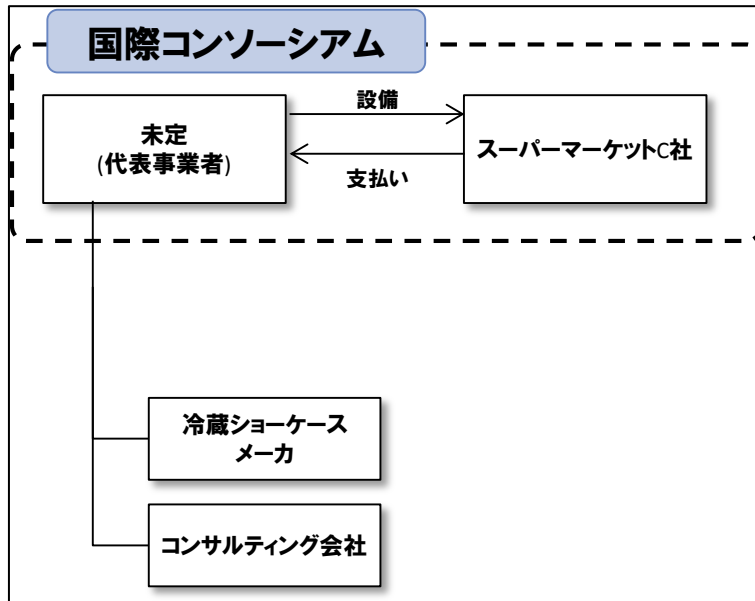 国際コンソーシアム
未定
(代表事業者)
設備
支払い
スーパーマーケットC社
冷蔵ショーケース
メーカ
コンサルティング会社